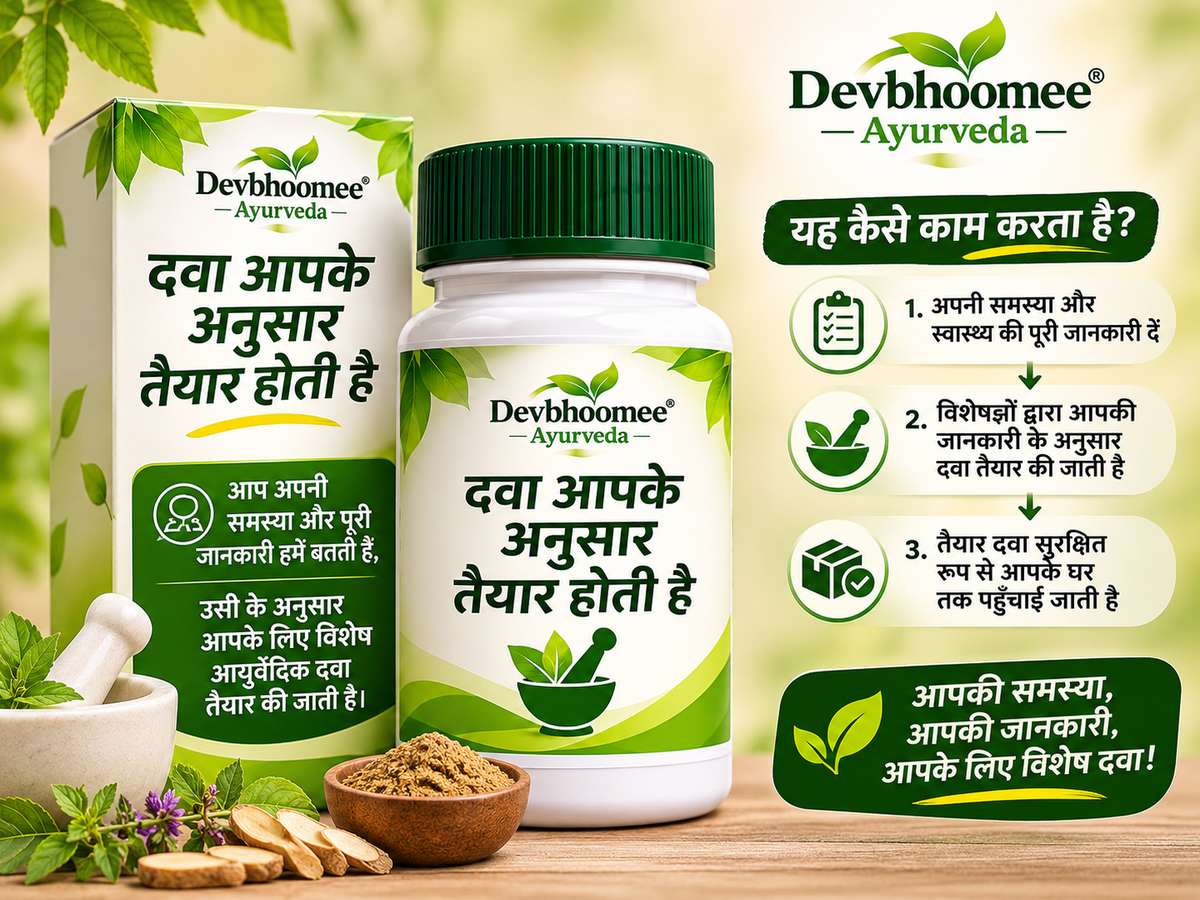 Devbhoomee®
Ayurveda
दवा आपके
अनुसार
तैयार होती है
आप अपनी
समस्या और पूरी
जानकारी हमें बतती हैं,
उसी के अनुसार
आपके लिए विशेष
आयुर्वेदिक दवा
तैयार की जाती है।
Devbhoomee®
Ayurveda
दवा आपके
अनुसार
तैयार होती है
Devbhoomee®
Ayurveda
यह कैसे काम करता है?
1. अपनी समस्या और
स्वास्थ्य की पूरी जानकारी दें
2. विशेषज्ञों द्वारा आपकी
जानकारी के अनुसार
दवा तैयार की जाती है
3. तैयार दवा सुरक्षित
रूप से आपके घर
तक पहुँचाई जाती है
आपकी समस्या,
आपकी जानकारी,
आपके लिए विशेष दवा!